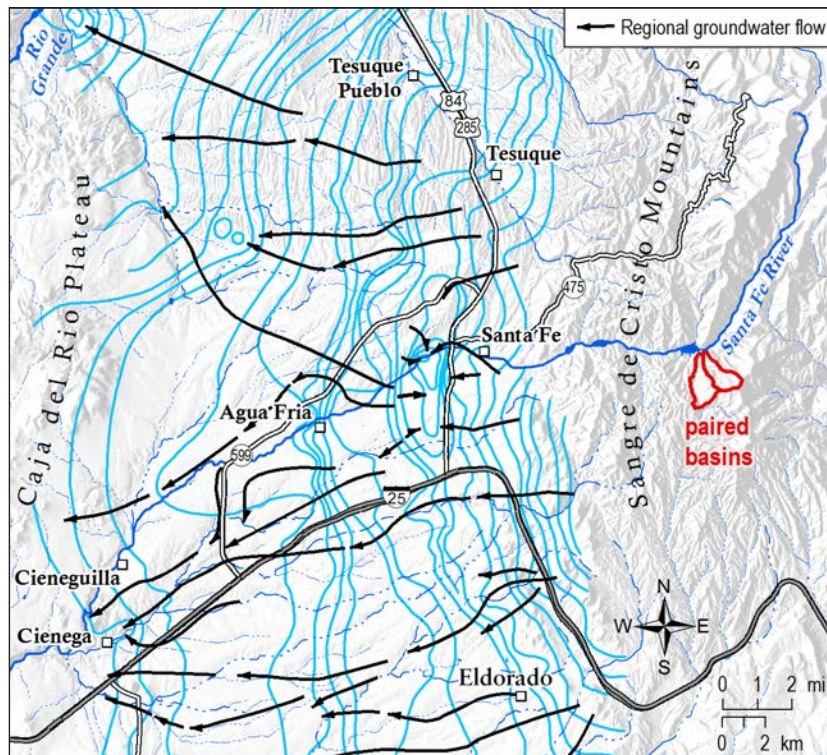 Regional groundwater flow
Rio
Grande
Tesuque
Pueblo
84
285
Tesuque
Sangre de Cristo Mountains
Caja del Rio Plateau
475
Santa Fe River
Santa Fe
Agua Fria
paired
basins
599
25
Cieneguilla
Cienega
N
W
E
S
Eldorado
0 1 2 mi
0 2 km